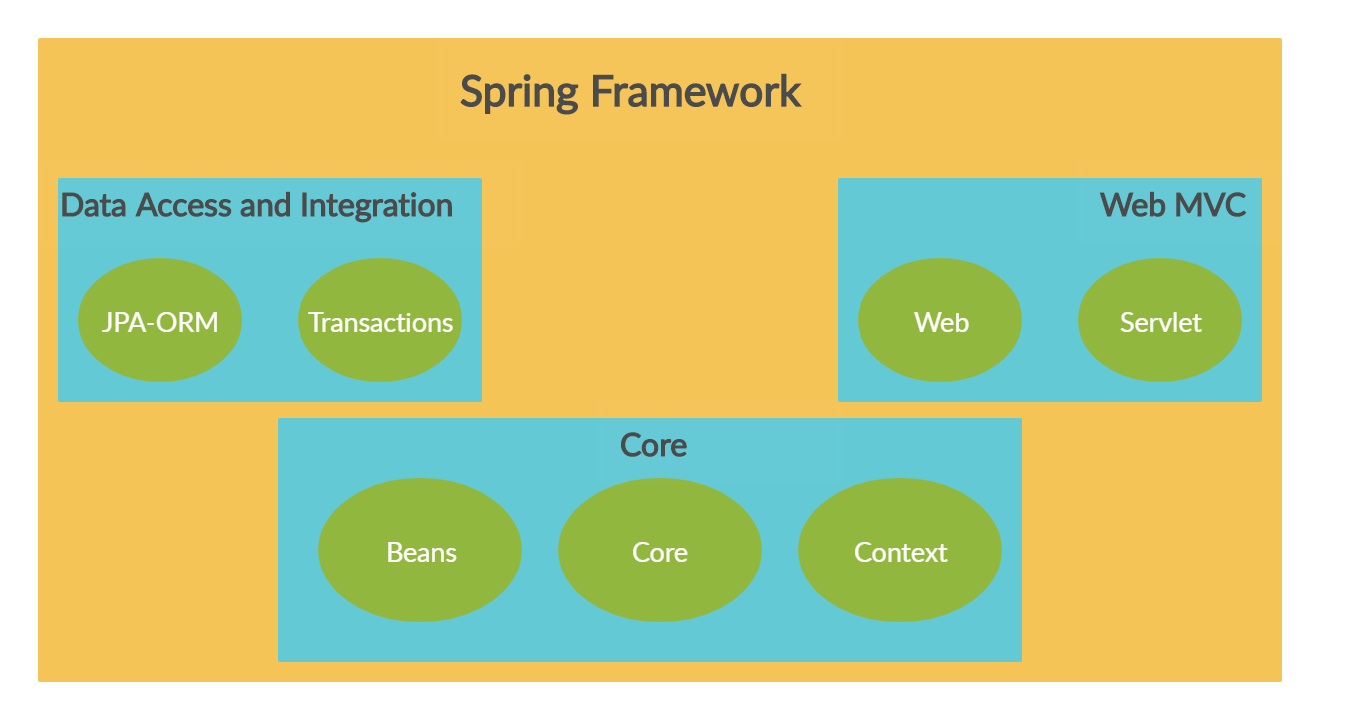 Spring Framework
Data Access and Integration
JPA-ORM
Transactions
Web MVC
Web
Servlet
Core
Beans
Core
Context